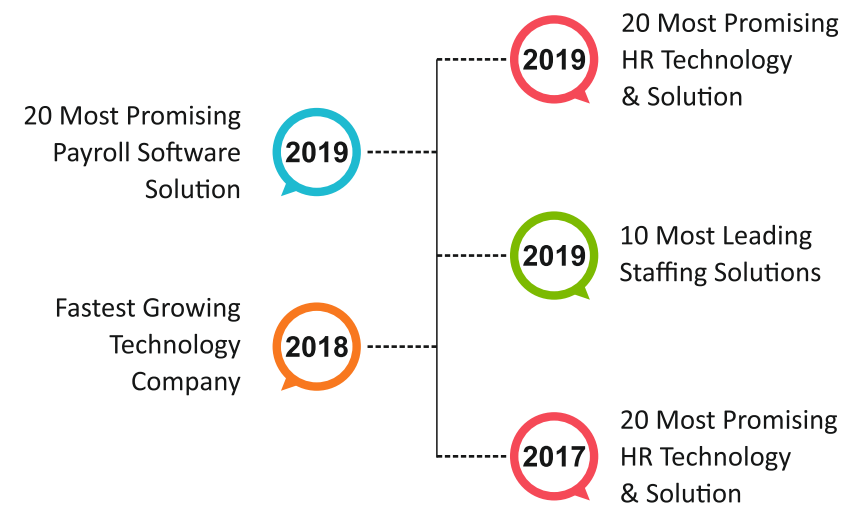 2019
20 Most Promising
HR Technology
& Solution
20 Most Promising
Payroll Software
Solution
2019
2019
10 Most Leading
Staffing Solutions
Fastest Growing
Technology
Company
2018
2017
20 Most Promising
HR Technology
& Solution